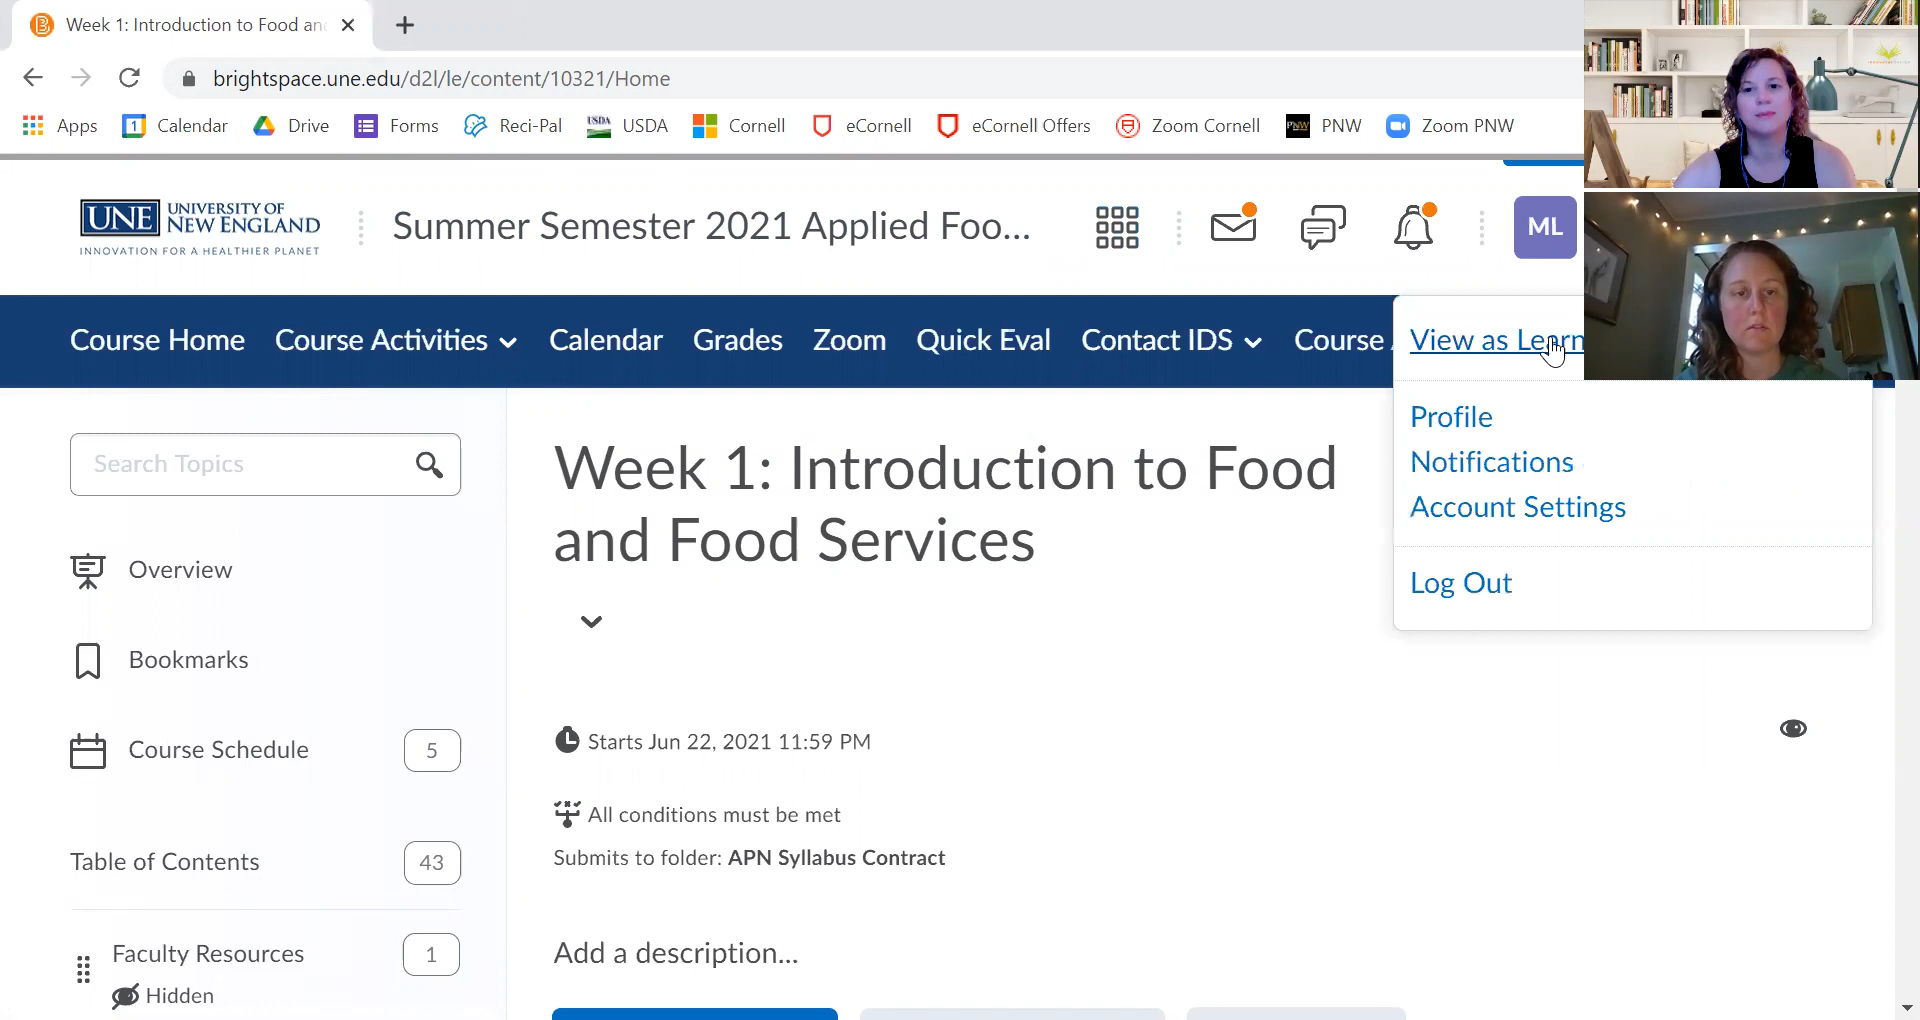 Week 1: Introduction to Food an
brightspace.une.edu/d2l/le/content/10321/Home
Apps
Calendar
Drive
Forms
Reci-Pal
USDA
USDA
Cornell
eCornell
eCornell Offers
Zoom Cornell
PNW
PNW
Zoom PNW
UNE UNIVERSITY OF
NEW ENGLAND
INNOVATION FOR A HEALTHIER PLANET
Summer Semester 2021 Applied Foo...
ML
Course Home
Course Activities
Calendar
Grades
Zoom
Quick Eval
Contact IDS
Course
View as Learn
Profile
Notifications
Account Settings
Log Out
Search Topics
Overview
Bookmarks
Course Schedule
5
Table of Contents
43
Faculty Resources
1
Hidden
Week 1: Introduction to Food
and Food Services
Starts Jun 22, 2021 11:59 PM
All conditions must be met
Submits to folder: APN Syllabus Contract
Add a description...